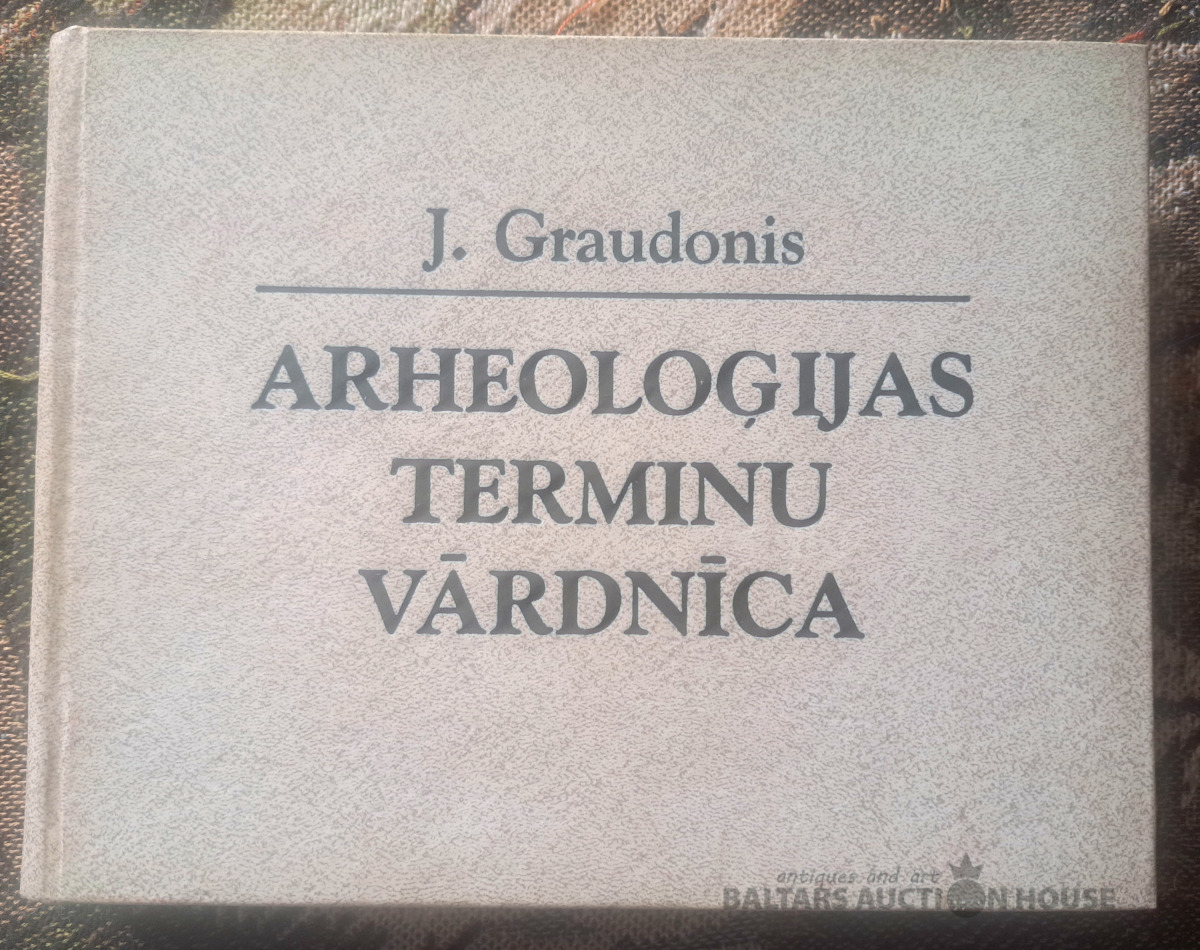 J. Graudonis
ARHEOLOĢIJAS
TERMINU
VĀRDNĪCA
antiques and art
BALTARS AUCTION HOUSE